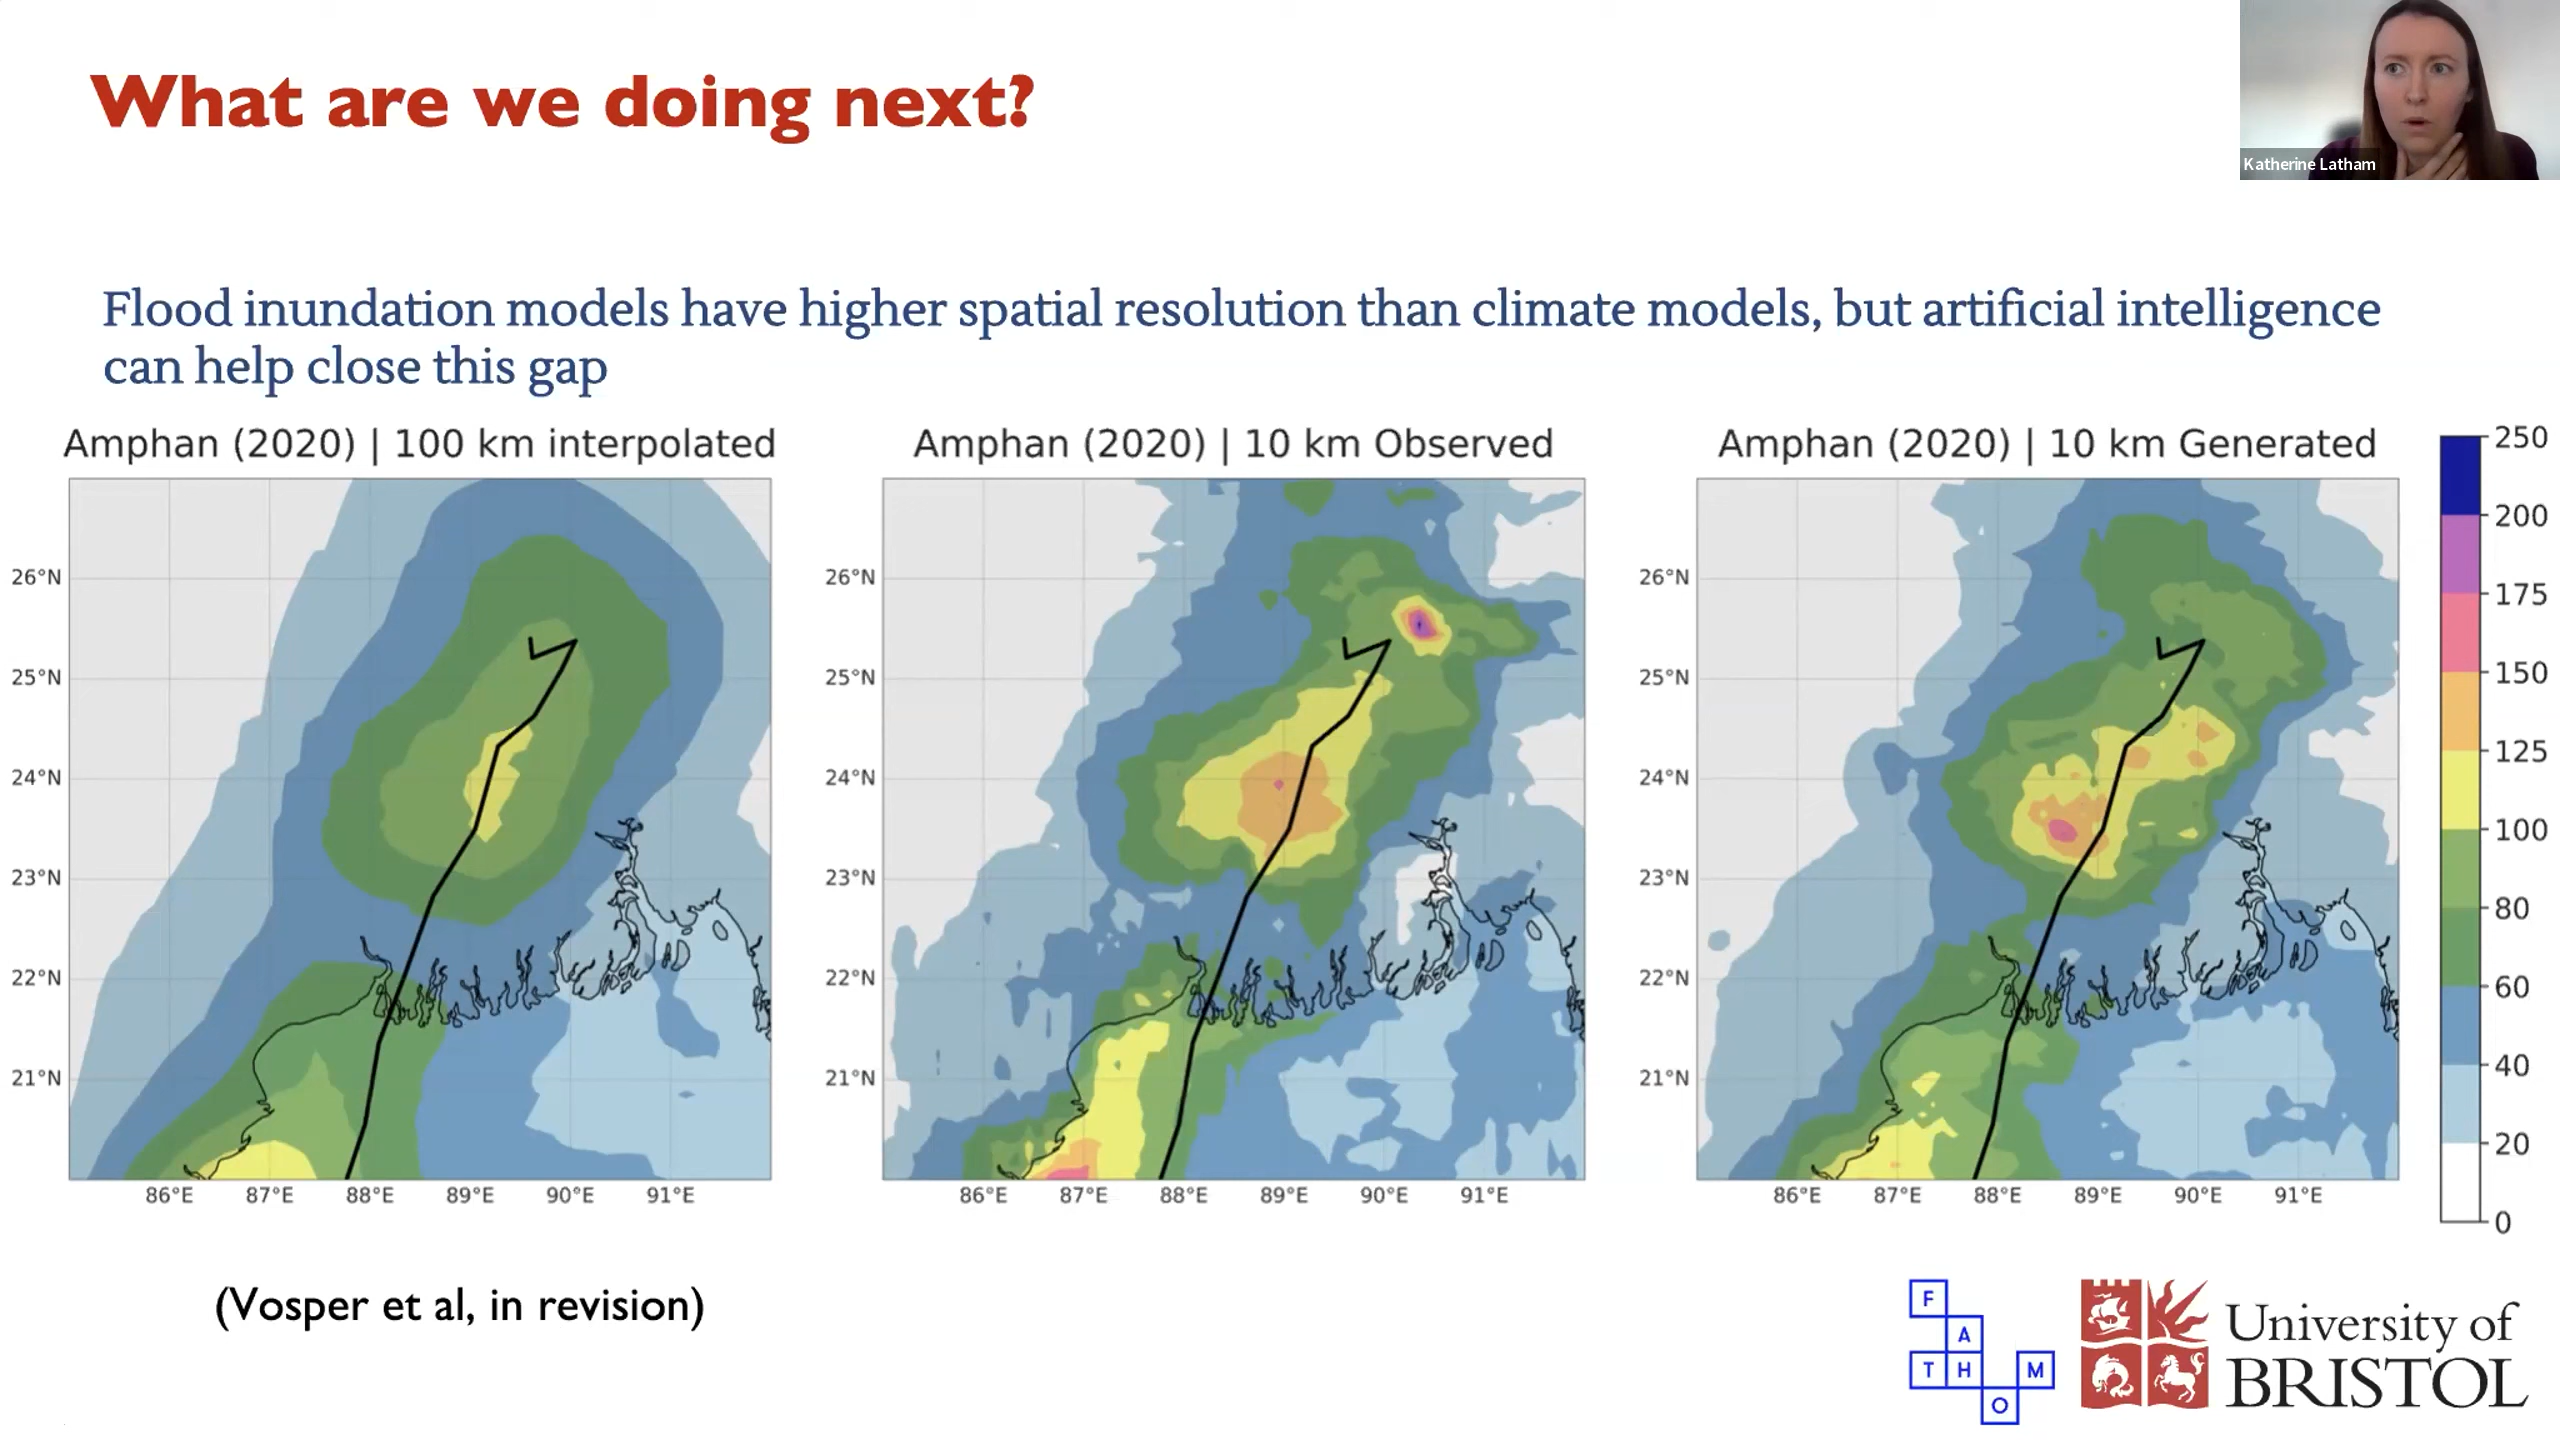 What are we doing next?
Katherine Latham
Flood inundation models have higher spatial resolution than climate models, but artificial intelligence
can help close this gap
Amphan (2020) | 100 km interpolated
26°N
25°N
24°N
23°N
22°N
21°N
86°E 87°E 88°E 89°E 90°E 91°E
Amphan (2020) | 10 km Observed
26°N
25°N
24°N
23°N
22°N
21°N
86°E 87°E 88°E 89°E 90°E 91°E
Amphan (2020) | 10 km Generated
26°N
25°N
24°N
23°N
22°N
21°N
86°E 87°E 88°E 89°E 90°E 91°E
250
200
175
150
125
100
80
60
40
20
0
(Vosper et al, in revision)
F
A
T H M
O
University of
BRISTOL